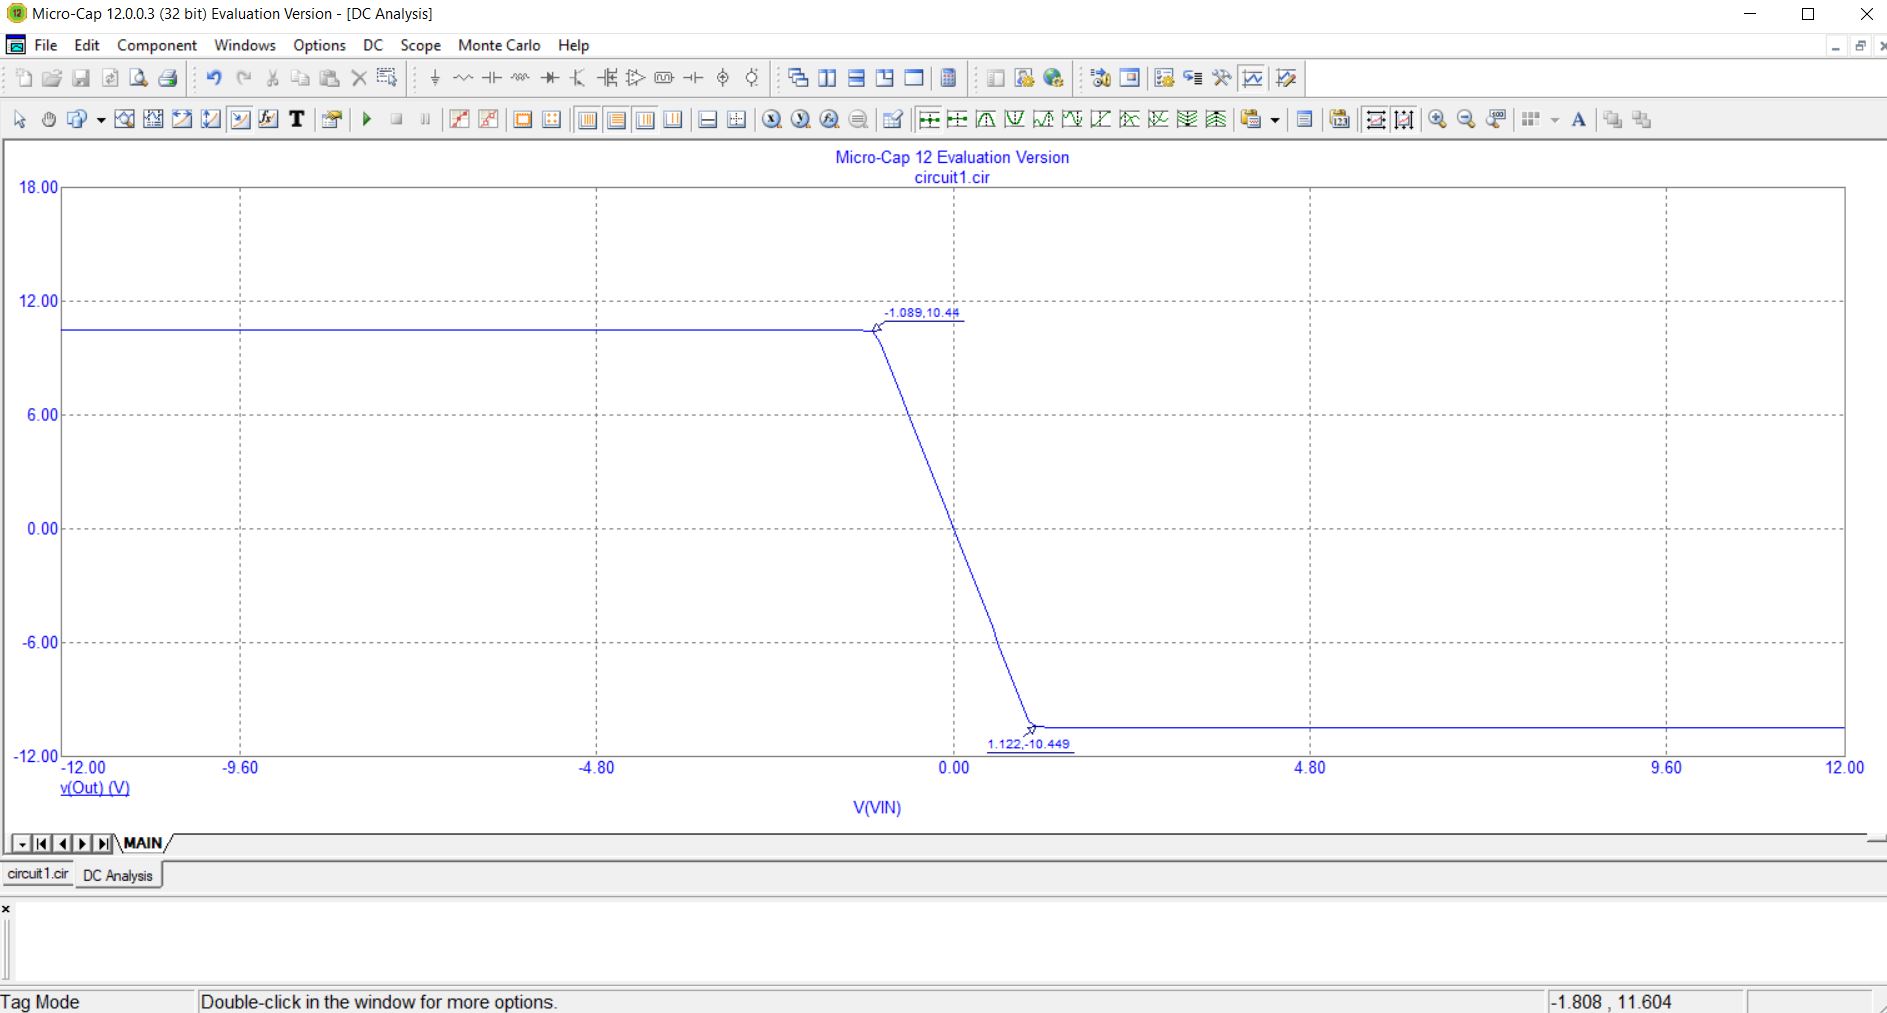 Micro-Cap 12.0.0.3 (32 bit) Evaluation Version - [DC Analysis]
File Edit Component Windows Options DC Scope Monte Carlo Help
Micro-Cap 12 Evaluation Version
circuit1.cir
18.00
12.00
-1.089,10.44
6.00
0.00
-6.00
1.122,-10.449
-12.00
-12.00 -9.60 -4.80 0.00 4.80 9.60 12.00
v(Out) (V)
V(VIN)
MAIN
circuit1.cir DC Analysis
Tag Mode Double-click in the window for more options. -1.808 , 11.604